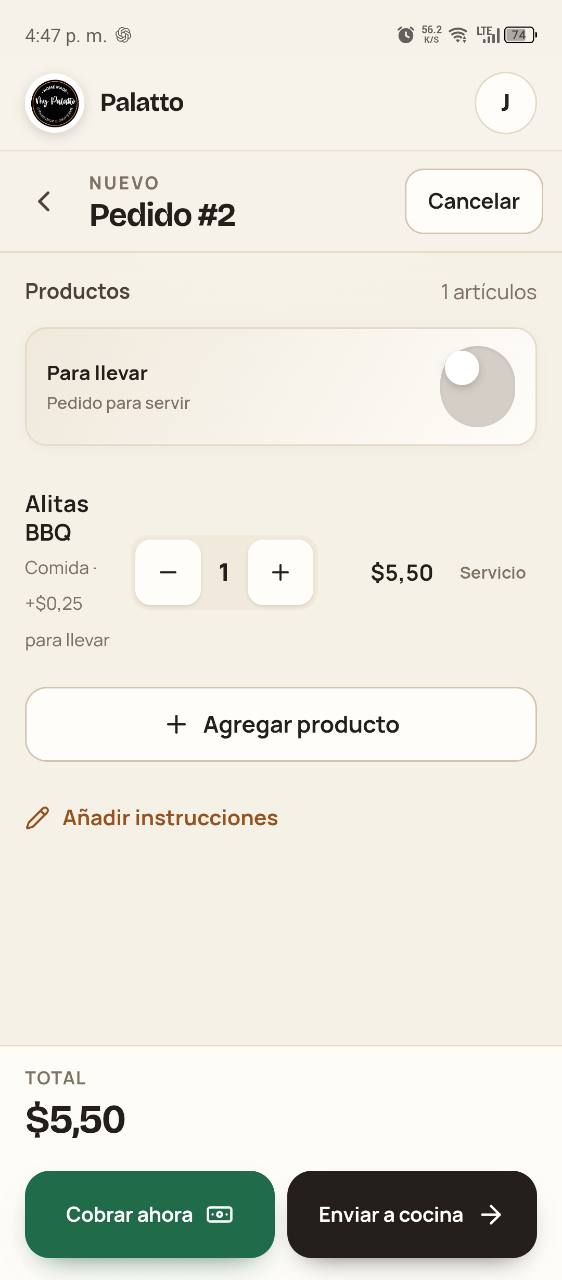 4:47 p. m.
56.2
K/S
LTE
74
My Palatto
Palatto
J
NUEVO
Pedido #2
Cancelar
Productos
1 artículos
Para llevar
Pedido para servir
Alitas
BBQ
Comida ·
+$0,25
para llevar
1
$5,50
Servicio
Agregar producto
Añadir instrucciones
TOTAL
$5,50
Cobrar ahora
Enviar a cocina